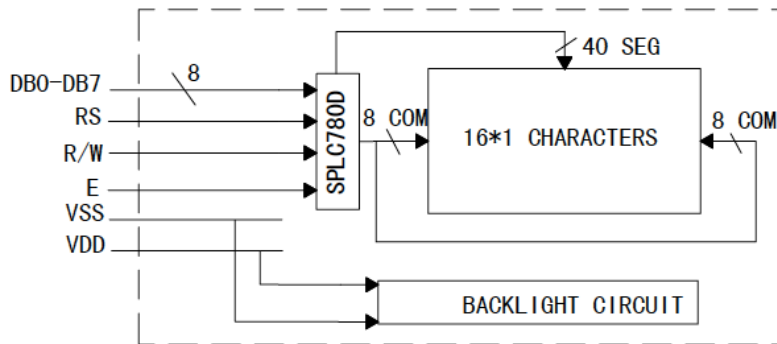 40 SEG
DB0-DB7
8
RS
SPLC780D
8 COM
16*1 CHARACTERS
8 COM
R/W
E
VSS
VDD
BACKLIGHT CIRCUIT